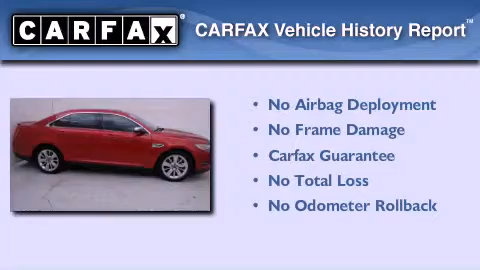 CARFAX® CARFAX Vehicle History Report™
• No Airbag Deployment
• No Frame Damage
• Carfax Guarantee
• No Total Loss
• No Odometer Rollback